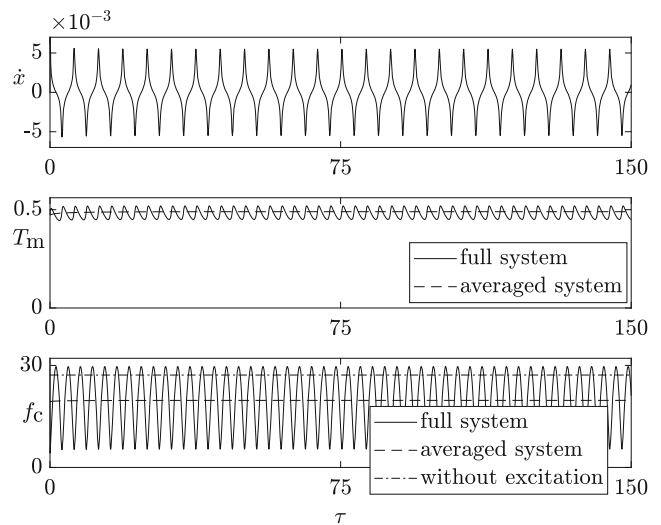 ×10⁻³
5
ẋ 0
-5
0 75 150
0.5
T_m
full system
averaged system
0
0 75 150
30
f_c
full system
averaged system
without excitation
0
0 75 150
τ